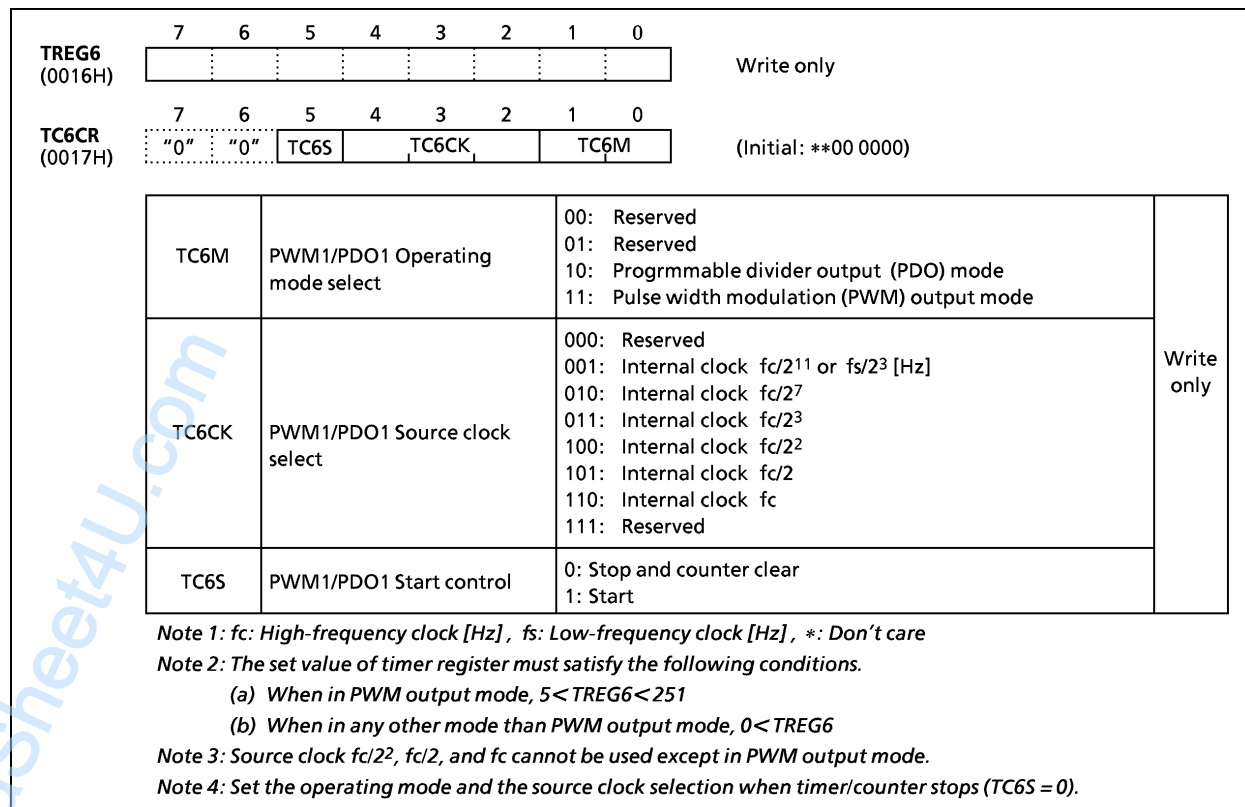 7 6 5 4 3 2 1 0
TREG6
(0016H)
Write only
7 6 5 4 3 2 1 0
TC6CR
(0017H)
“0” “0” TC6S TC6CK TC6M
(Initial: **00 0000)
TC6M
PWM1/PDO1 Operating
mode select
00: Reserved
01: Reserved
10: Progrmmable divider output (PDO) mode
11: Pulse width modulation (PWM) output mode
TC6CK
PWM1/PDO1 Source clock
select
000: Reserved
001: Internal clock fc/2¹¹ or fs/2³ [Hz]
010: Internal clock fc/2⁷
011: Internal clock fc/2³
100: Internal clock fc/2²
101: Internal clock fc/2
110: Internal clock fc
111: Reserved
TC6S
PWM1/PDO1 Start control
0: Stop and counter clear
1: Start
Write
only
Note 1: fc: High-frequency clock [Hz] , fs: Low-frequency clock [Hz] , *: Don’t care
Note 2: The set value of timer register must satisfy the following conditions.
(a) When in PWM output mode, 5<TREG6<251
(b) When in any other mode than PWM output mode, 0<TREG6
Note 3: Source clock fc/2², fc/2, and fc cannot be used except in PWM output mode.
Note 4: Set the operating mode and the source clock selection when timer/counter stops (TC6S = 0).
Sheet4U.com